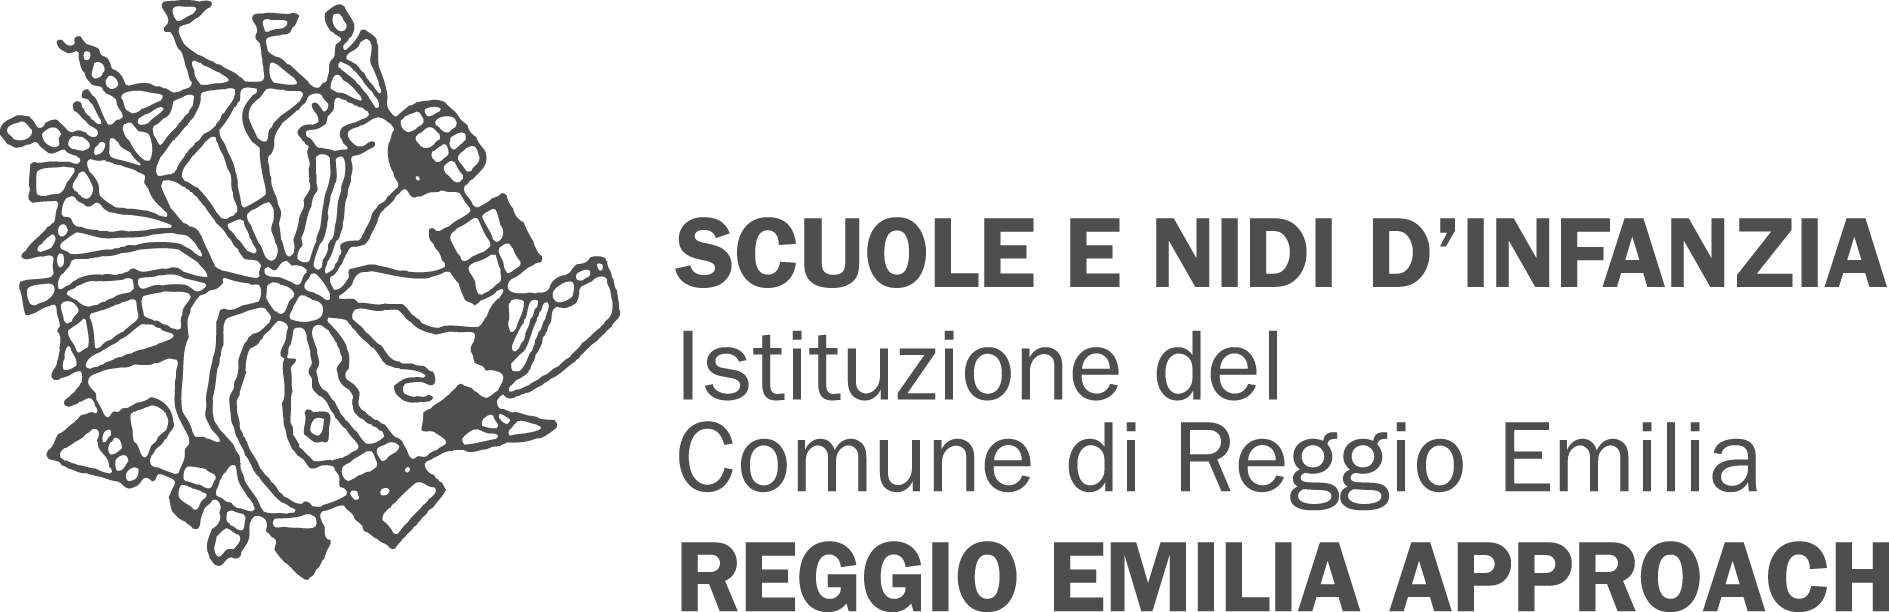 SCUOLE E NIDI D’INFANZIA
Istituzione del
Comune di Reggio Emilia
REGGIO EMILIA APPROACH